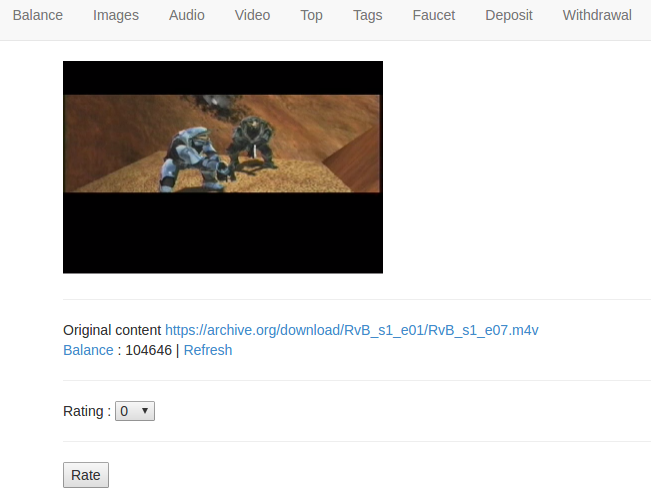 Balance Images Audio Video Top Tags Faucet Deposit Withdrawal
Original content https://archive.org/download/RvB_s1_e01/RvB_s1_e07.m4v
Balance : 104646 | Refresh
Rating : 0
Rate